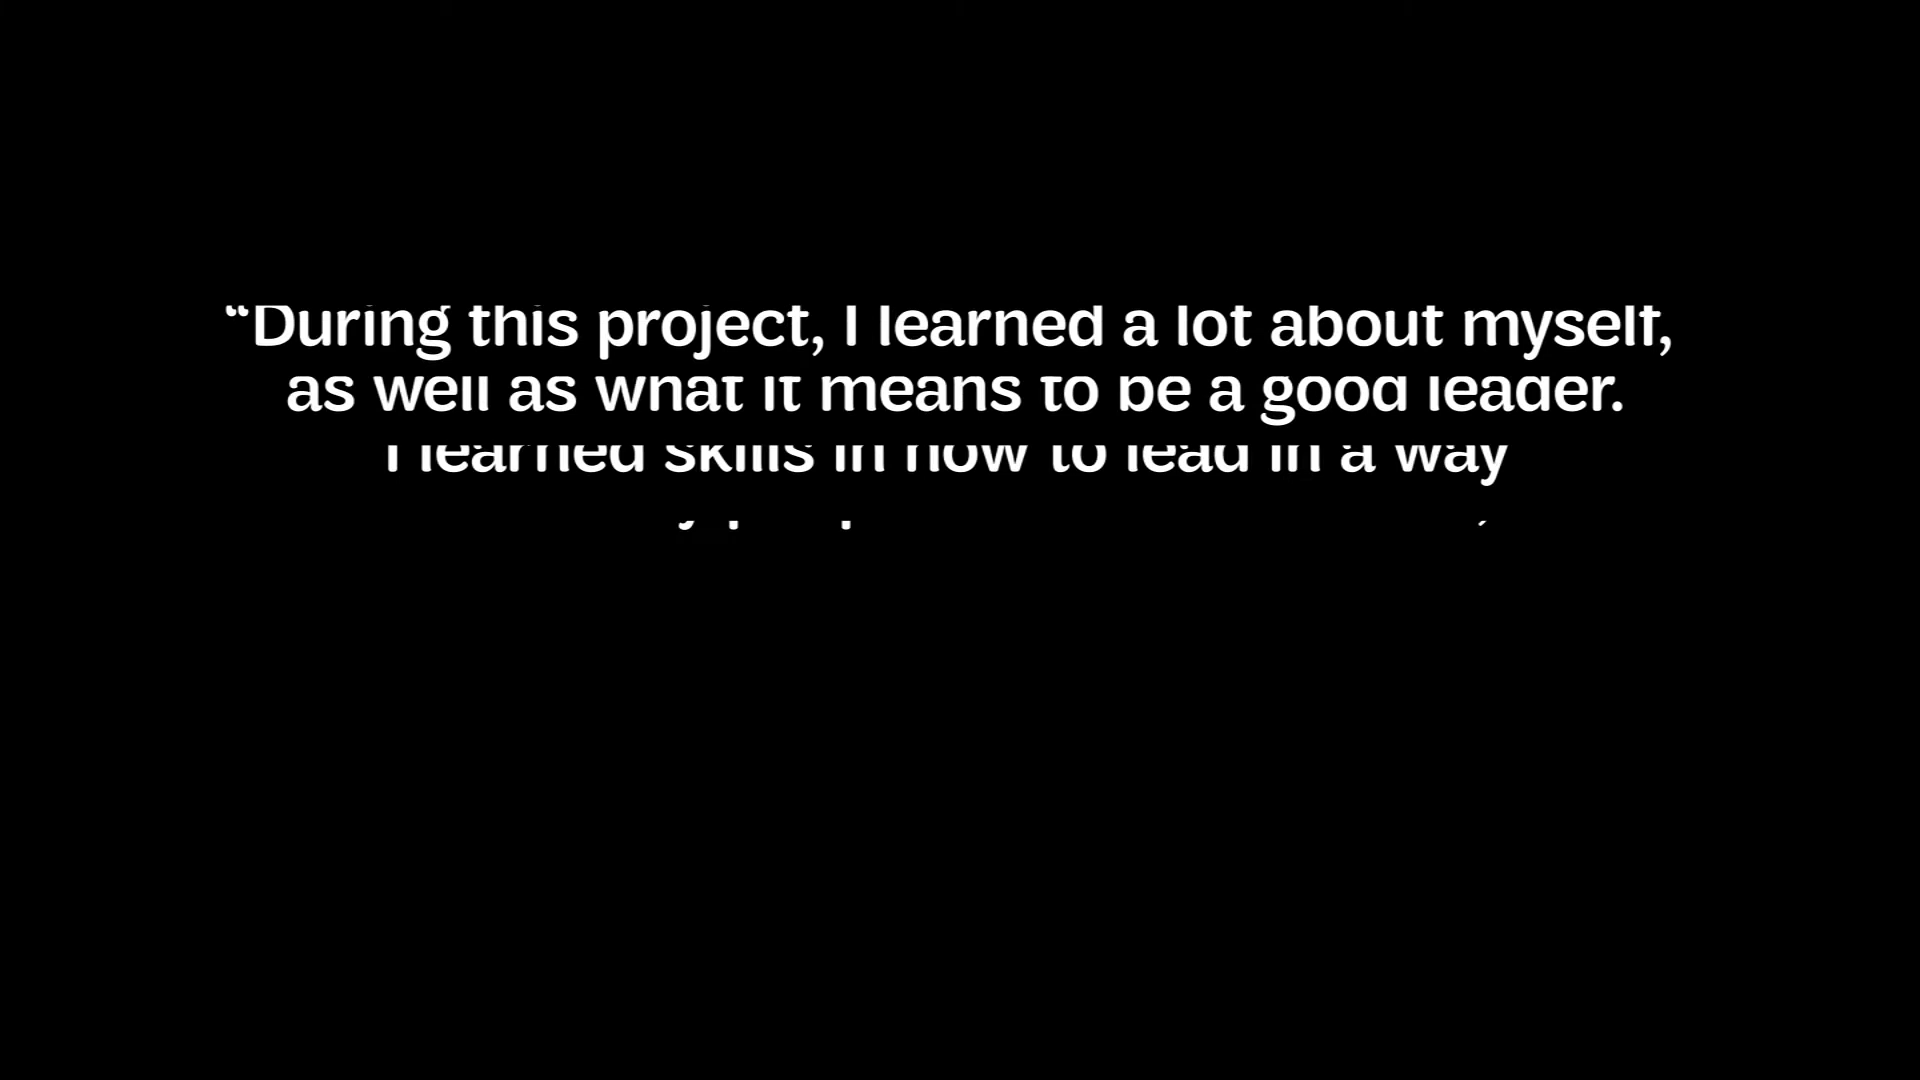 “During this project, I learned a lot about myself,
as well as what it means to be a good leader.
I learned skills in how to lead in a way